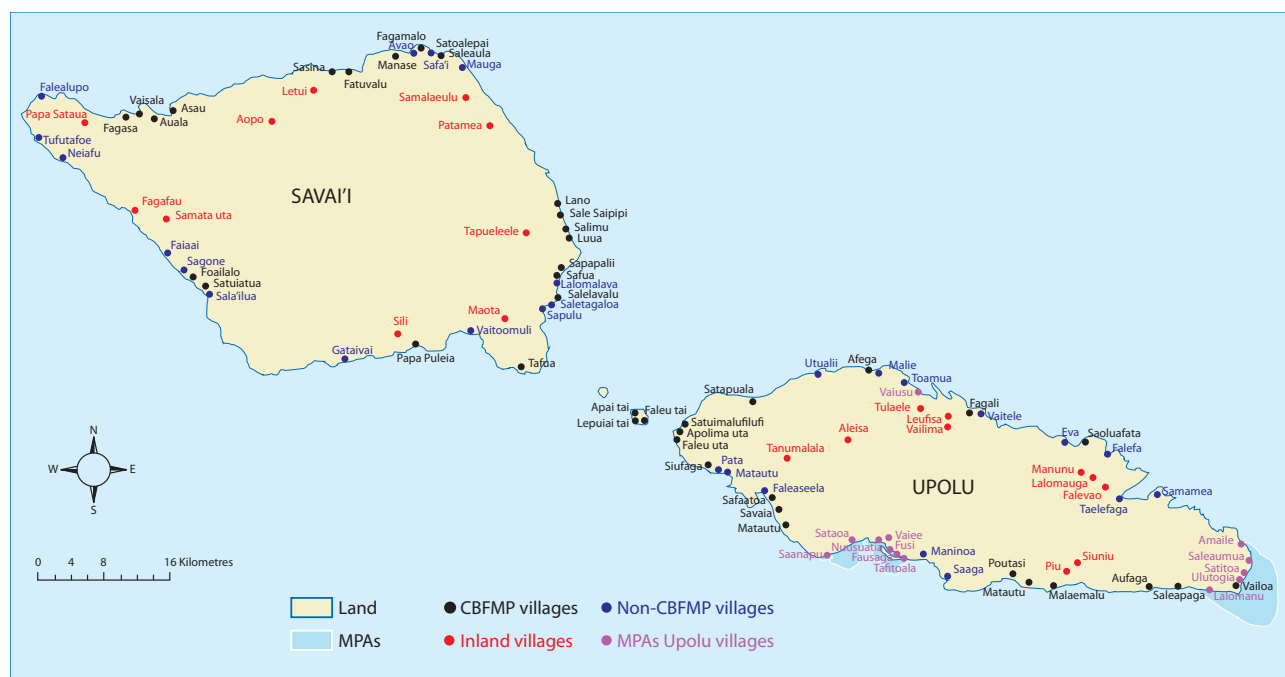 Fagamalo
Avao
Satoalepai
Saleaula
Safa'i
Manase
Mauga
Sasina
Fatuvalu
Letui
Samalaeulu
Falealupo
Vaisala
Asau
Papa Sataua
Fagasa
Auala
Aopo
Patamea
Tufutafoe
Neiafu
SAVAI'I
Lano
Sale Saipipi
Salimu
Luua
Fagafau
Samata uta
Tapueleele
Faiaai
Sagone
Foailalo
Satuiatua
Sala'ilua
Sapapalii
Safua
Lalomalava
Salelavalu
Saletagaloa
Sapulu
Maota
Sili
Vaitoomuli
Gataivai
Papa Puleia
Tafua
Utualii
Afega
Malie
Toamua
Vaiusu
Satapuala
Apai tai
Faleu tai
Lepuiai tai
Satuimalufilufi
Apolima uta
Faleu uta
Tulaele
Leufisa
Vailima
Fagali
Vaitele
Aleisa
Eva
Saoluafata
Falefa
Tanumalala
Siufaga
Pata
Matautu
Manunu
Lalomauga
Falevao
UPOLU
Faleaseela
Safaatoa
Savaia
Matautu
Taelefaga
Samamea
Sataoa
Vaiee
Nuusuatia
Fusi
Saanapu
Fausaga
Tafitoala
Maninoa
Saaga
Amaile
Saleaumua
Satitoa
Ulutogia
Vailoa
Lalomanu
Siuniu
Piu
Poutasi
Matautu
Malaemalu
Aufaga
Saleapaga
N
W
E
S
0 4 8 16 Kilometres
Land
CBFMP villages
Non-CBFMP villages
MPAs
Inland villages
MPAs Upolu villages